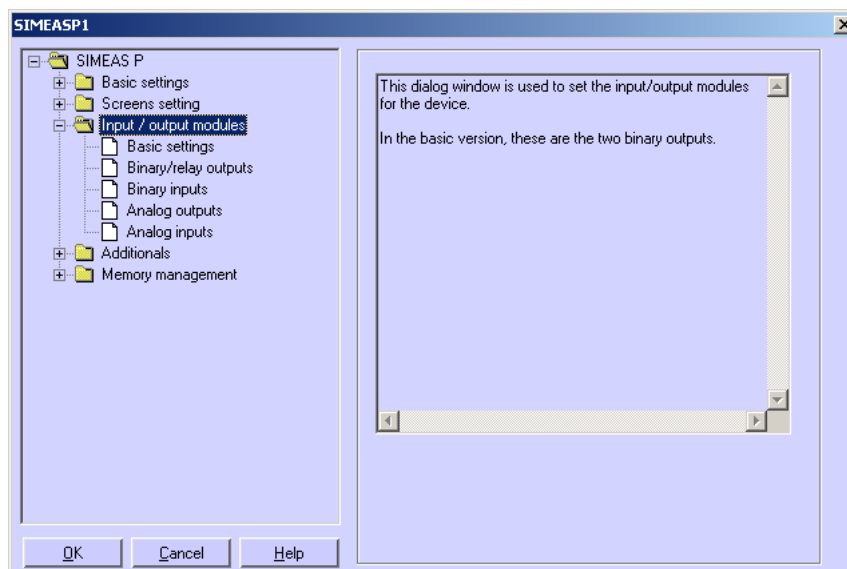 SIMEASP1
SIMEAS P
Basic settings
Screens setting
Input / output modules
Basic settings
Binary/relay outputs
Binary inputs
Analog outputs
Analog inputs
Additionals
Memory management
This dialog window is used to set the input/output modules
for the device.
In the basic version, these are the two binary outputs.
OK
Cancel
Help